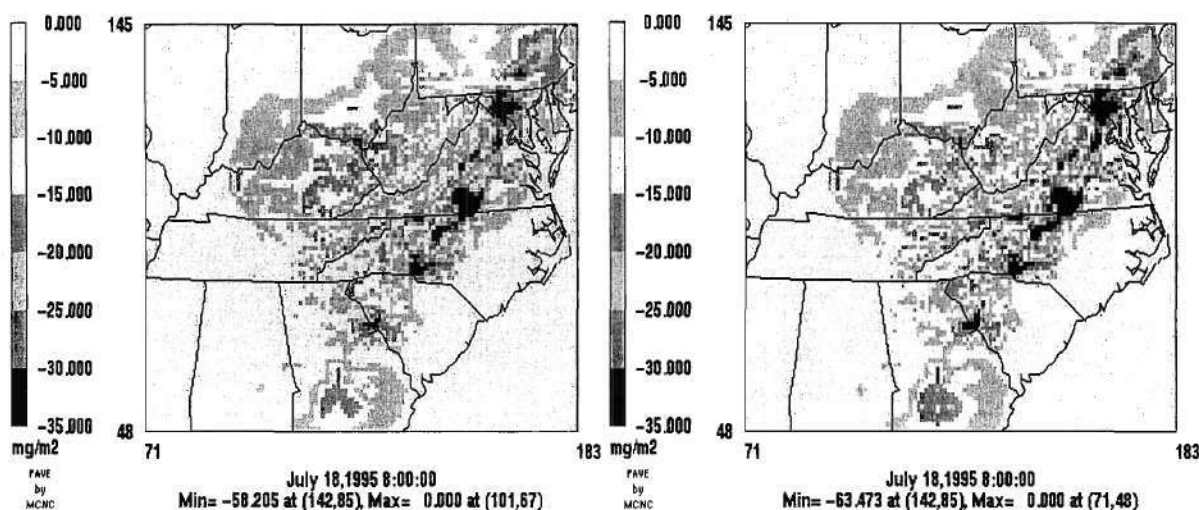 0.000
-5.000
-10.000
-15.000
-20.000
-25.000
-30.000
-35.000
mg/m2
PAVE
by
MCNC
145
48
71
183
July 18,1995 8:00:00
Min= -58.205 at (142,85), Max= 0.000 at (101,67)
0.000
-5.000
-10.000
-15.000
-20.000
-25.000
-30.000
-35.000
mg/m2
PAVE
by
MCNC
145
48
71
183
July 18,1995 8:00:00
Min= -63.473 at (142,85), Max= 0.000 at (71,48)